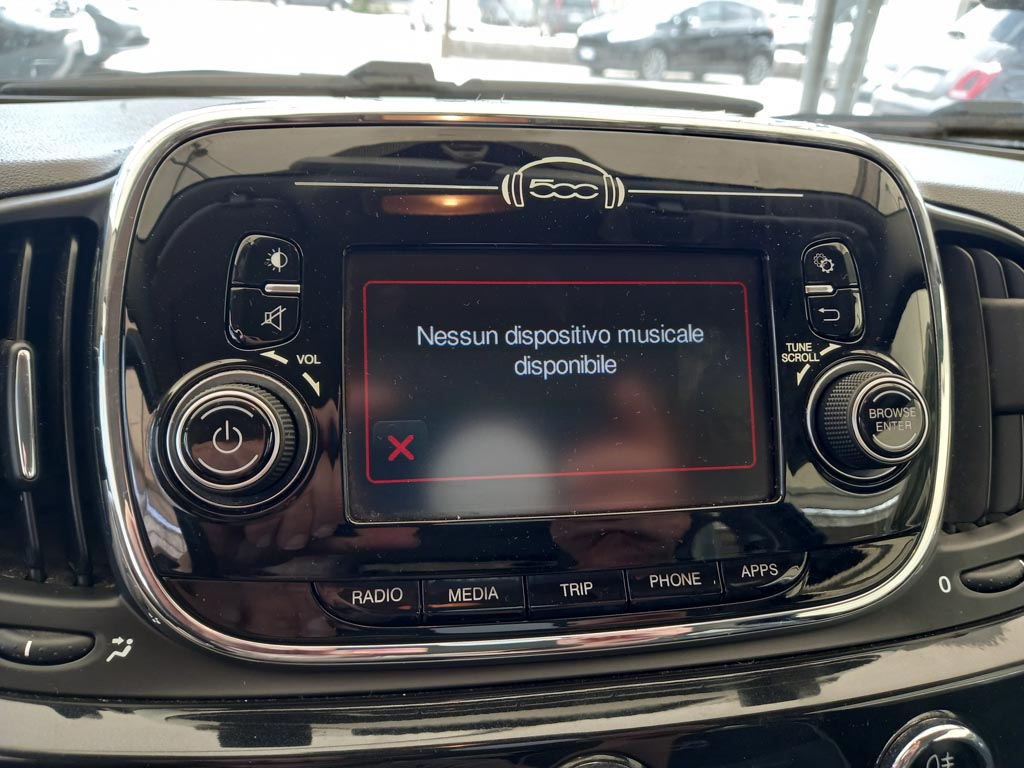 500
VOL
TUNE
SCROLL
Nessun dispositivo musicale
disponibile
BROWSE
ENTER
RADIO
MEDIA
TRIP
PHONE
APPS
0